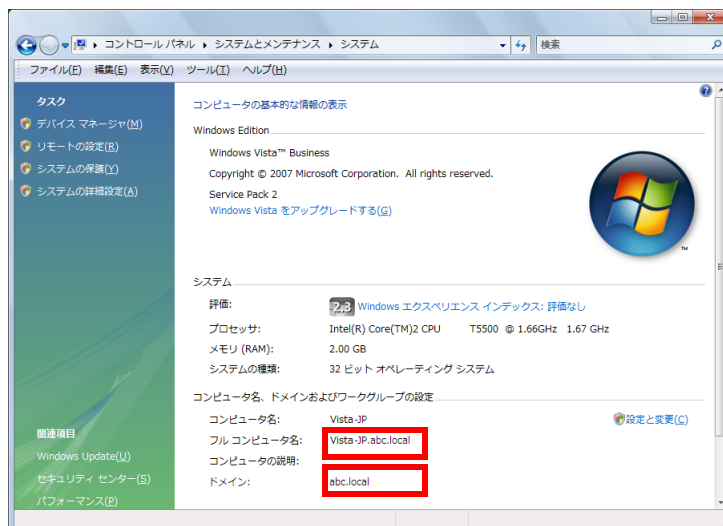 コントロール パネル ▸ システムとメンテナンス ▸ システム
検索
ファイル(F) 編集(E) 表示(V) ツール(T) ヘルプ(H)
タスク
デバイス マネージャ(M)
リモートの設定(R)
システムの保護(Y)
システムの詳細設定(A)
関連項目
Windows Update(U)
セキュリティ センター(S)
パフォーマンス(P)
コンピュータの基本的な情報の表示
Windows Edition
Windows Vista™ Business
Copyright © 2007 Microsoft Corporation. All rights reserved.
Service Pack 2
Windows Vista をアップグレードする(G)
TM
システム
評価: 2.3 Windows エクスペリエンス インデックス: 評価なし
プロセッサ: Intel(R) Core(TM)2 CPU T5500 @ 1.66GHz 1.67 GHz
メモリ (RAM): 2.00 GB
システムの種類: 32 ビット オペレーティング システム
コンピュータ名、ドメインおよびワークグループの設定
コンピュータ名: Vista-JP 設定と変更(C)
フル コンピュータ名: Vista-JP.abc.local
コンピュータの説明:
ドメイン: abc.local